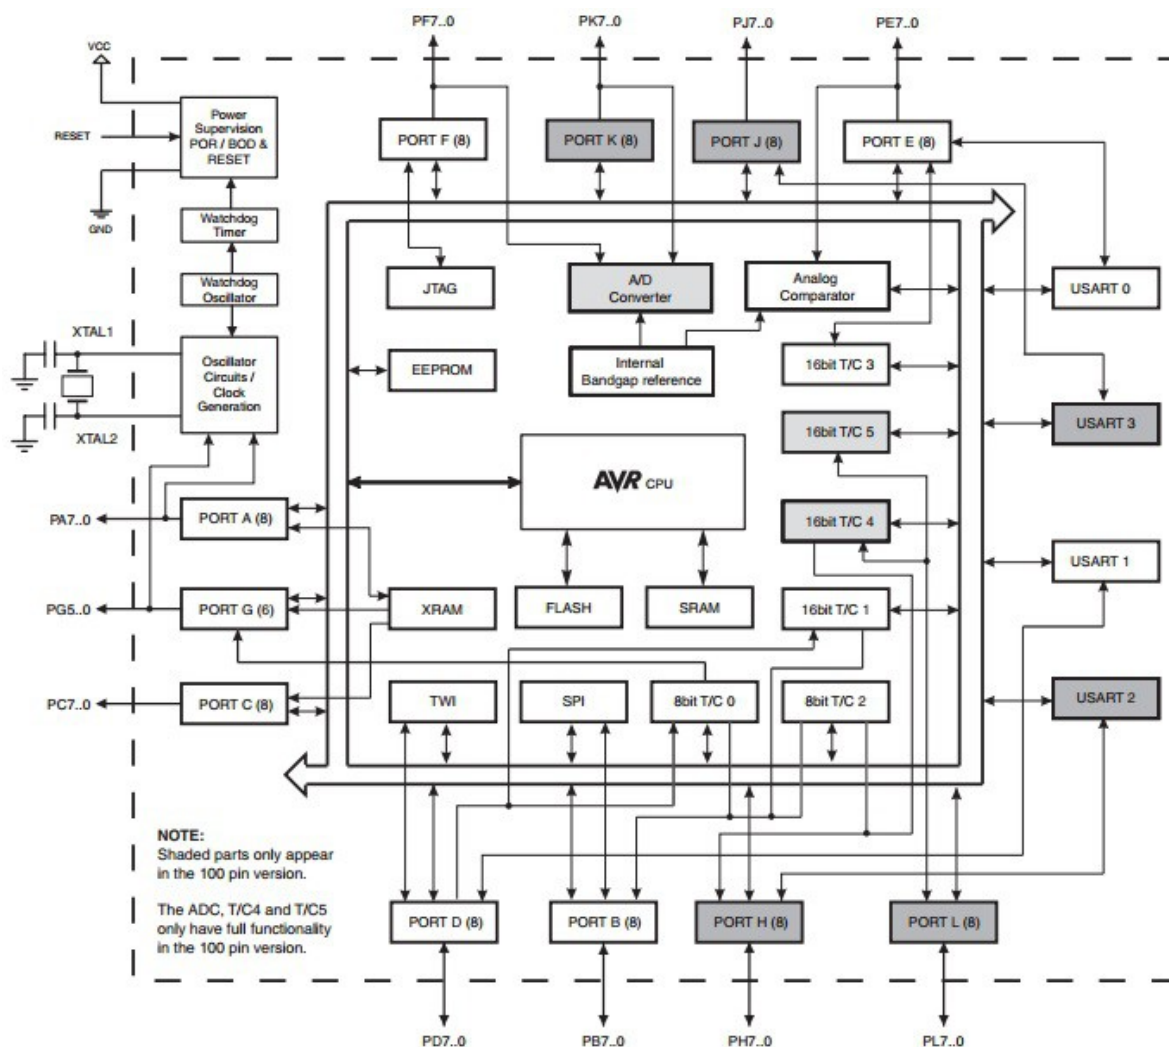 PF7..0
PK7..0
PJ7..0
PE7..0
VCC
RESET
GND
Power
Supervision
POR / BOD &
RESET
PORT F (8)
PORT K (8)
PORT J (8)
PORT E (8)
Watchdog
Timer
Watchdog
Oscillator
JTAG
A/D
Converter
Analog
Comparator
USART 0
XTAL1
XTAL2
Oscillator
Circuits /
Clock
Generation
EEPROM
Internal
Bandgap reference
16bit T/C 3
USART 3
16bit T/C 5
AVR CPU
PA7..0
PORT A (8)
16bit T/C 4
USART 1
PG5..0
PORT G (6)
XRAM
FLASH
SRAM
16bit T/C 1
PC7..0
PORT C (8)
TWI
SPI
8bit T/C 0
8bit T/C 2
USART 2
NOTE:
Shaded parts only appear
in the 100 pin version.
The ADC, T/C4 and T/C5
only have full functionality
in the 100 pin version.
PORT D (8)
PORT B (8)
PORT H (8)
PORT L (8)
PD7..0
PB7..0
PH7..0
PL7..0